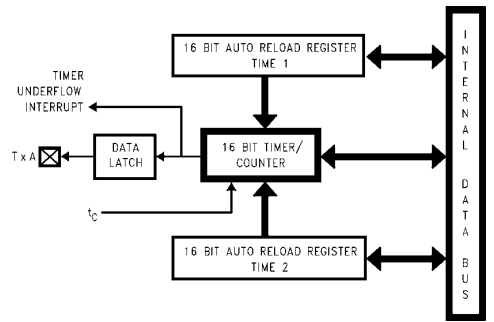 16 BIT AUTO RELOAD REGISTER
TIME 1
TIMER
UNDERFLOW
INTERRUPT
T x A
DATA
LATCH
16 BIT TIMER/
COUNTER
tC
16 BIT AUTO RELOAD REGISTER
TIME 2
INTERNAL DATA BUS